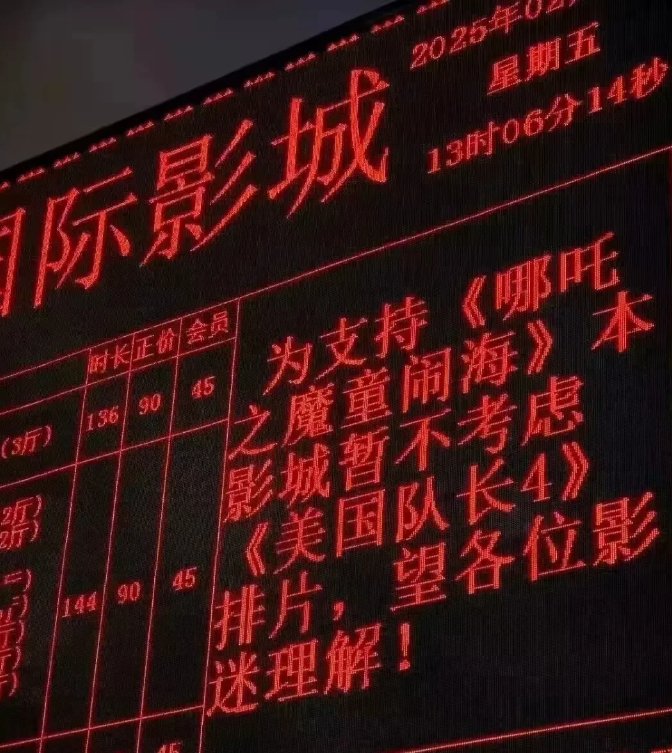 2025年02
星期五
13时06分14秒
国际影城
时长 正价 会员
136 90 45
144 90 45
45
为支持《哪吒
之魔童闹海》本
影城暂不考虑
《美国队长4》
排片，望各位影
迷理解！